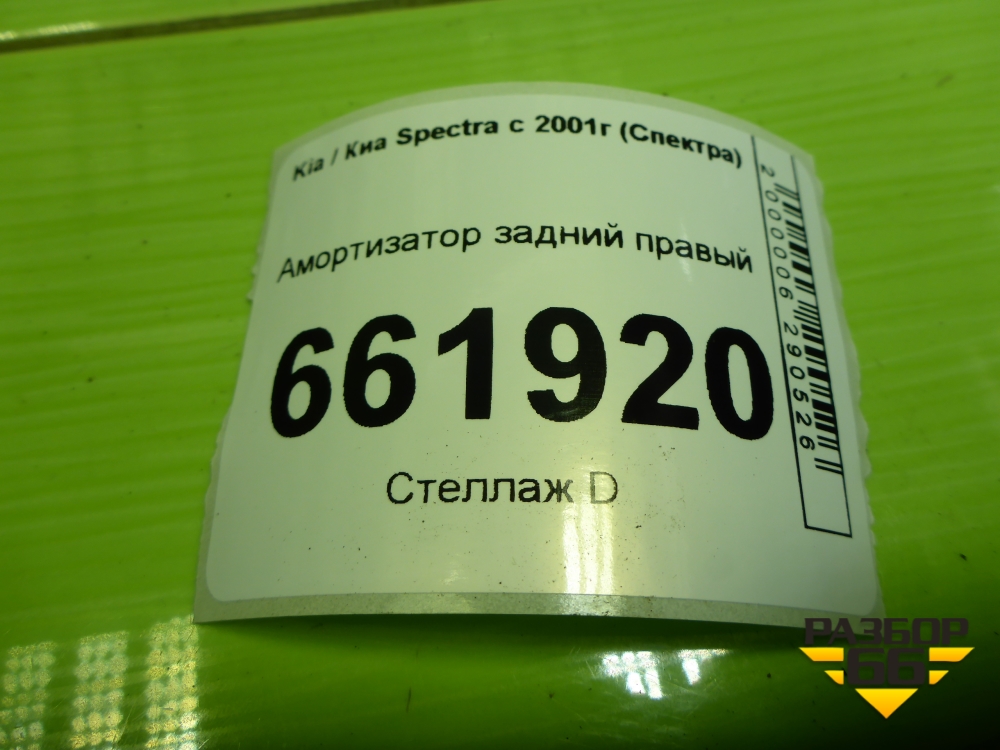 Kia / Киа Spectra с 2001г (Спектра)
Амортизатор задний правый
661920
Стеллаж D
2000006290526
РАЗБОР
66